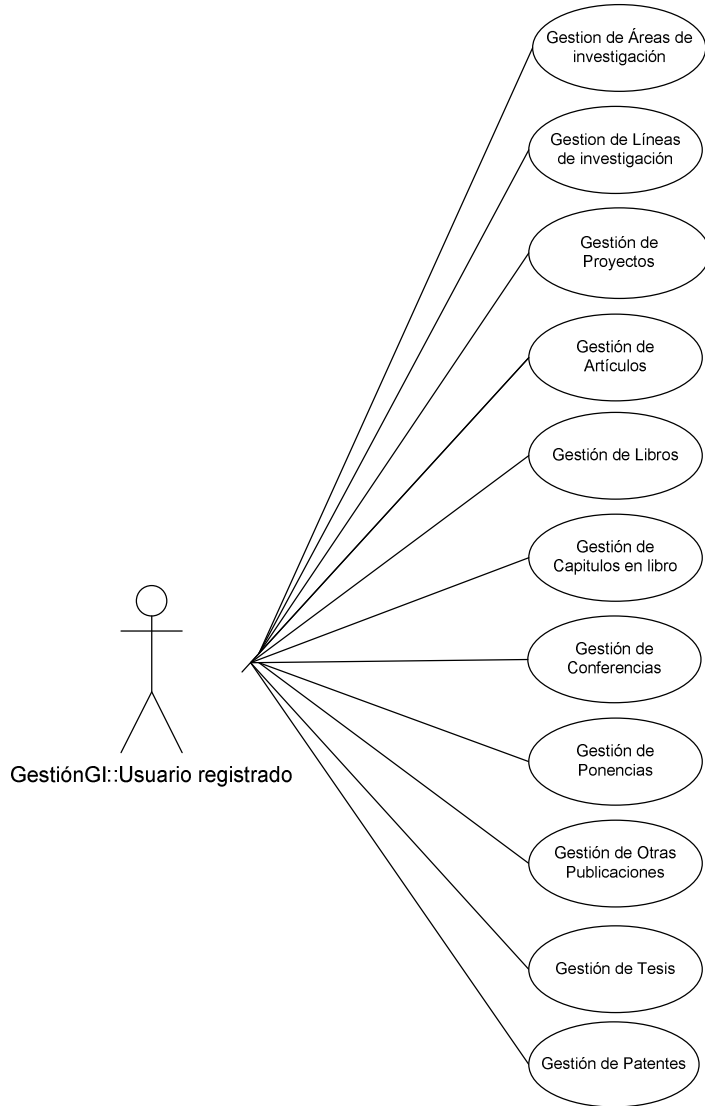 Gestion de Áreas de
investigación
Gestion de Líneas
de investigación
Gestión de
Proyectos
Gestión de
Artículos
Gestión de Libros
Gestión de
Capitulos en libro
Gestión de
Conferencias
Gestión de
Ponencias
GestiónGI::Usuario registrado
Gestión de Otras
Publicaciones
Gestión de Tesis
Gestión de Patentes